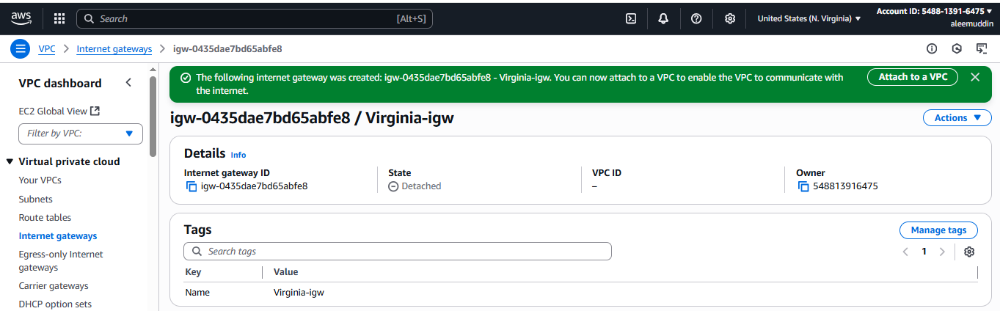 aws
Search [Alt+S]
United States (N. Virginia)
Account ID: 5488-1391-6475
aleemuddin
VPC
Internet gateways
igw-0435dae7bd65abfe8
VPC dashboard
EC2 Global View
Filter by VPC:
Virtual private cloud
Your VPCs
Subnets
Route tables
Internet gateways
Egress-only Internet
gateways
Carrier gateways
DHCP option sets
The following internet gateway was created: igw-0435dae7bd65abfe8 - Virginia-igw. You can now attach to a VPC to enable the VPC to communicate with
the internet.
Attach to a VPC
igw-0435dae7bd65abfe8 / Virginia-igw
Actions
Details Info
Internet gateway ID
igw-0435dae7bd65abfe8
State
Detached
VPC ID
–
Owner
548813916475
Tags
Manage tags
Search tags
1
Key Value
Name Virginia-igw